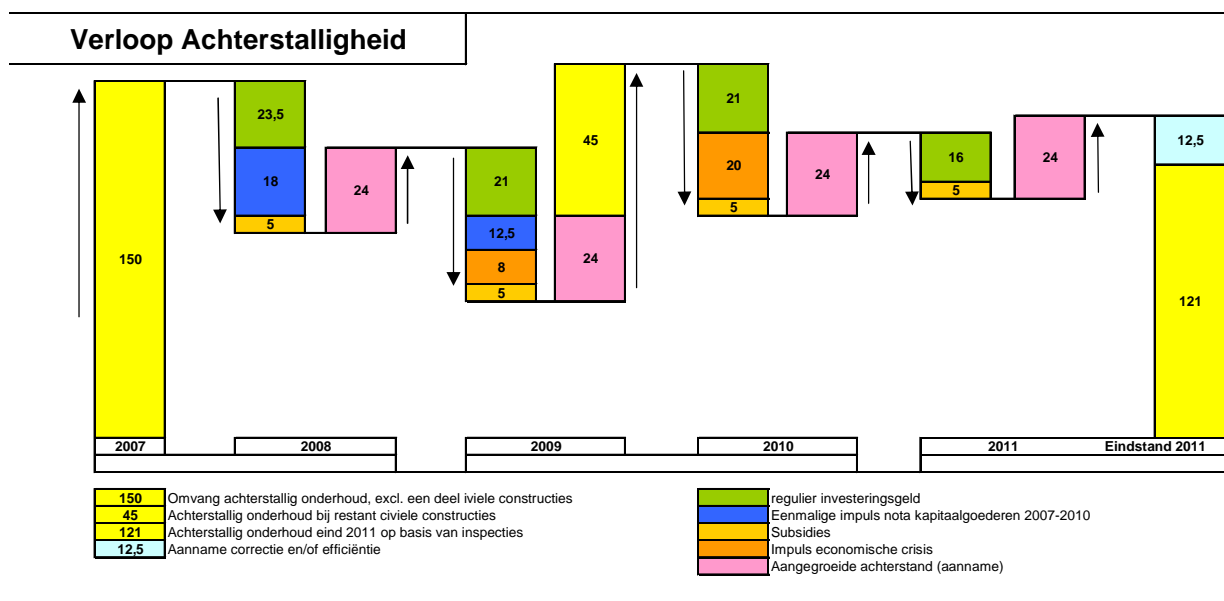 Verloop Achterstalligheid
150
23,5
18
5
24
21
12,5
8
5
45
24
21
20
5
24
16
5
24
12,5
121
2007
2008
2009
2010
2011
Eindstand 2011
150 Omvang achterstallig onderhoud, excl. een deel iviele constructies
45 Achterstallig onderhoud bij restant civiele constructies
121 Achterstallig onderhoud eind 2011 op basis van inspecties
12,5 Aanname correctie en/of efficiëntie
regulier investeringsgeld
Eenmalige impuls nota kapitaalgoederen 2007-2010
Subsidies
Impuls economische crisis
Aangegroeide achterstand (aanname)